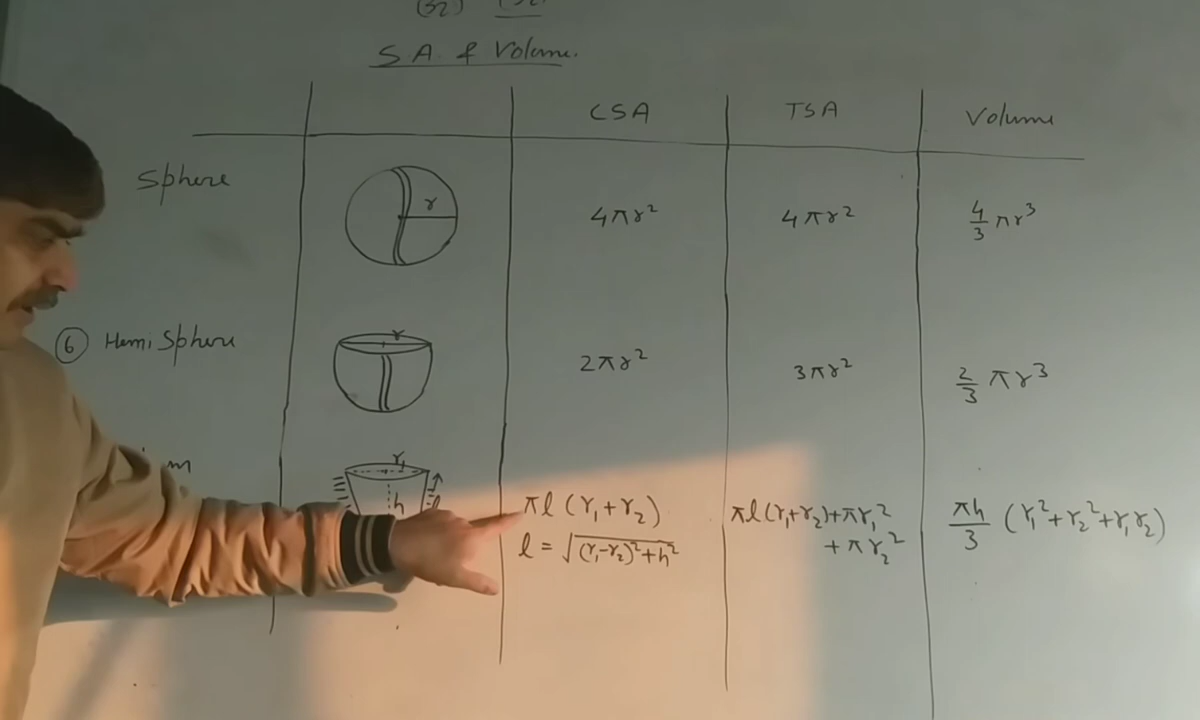 S.A. & Volume.
CSA TSA Volume
Sphere r 4πr² 4πr² 4/3 πr³
⑥ Hemi Sphere r 2πr² 3πr² 2/3 πr³
r₁ h l πl (r₁+r₂) πl(r₁+r₂)+πr₁² πh/3 (r₁²+r₂²+r₁r₂)
l = √(r₁-r₂)²+h² +πr₂²